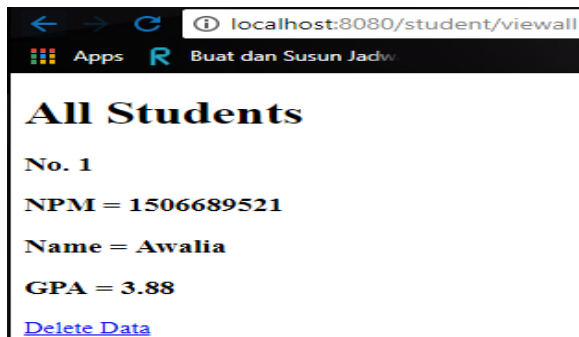 localhost:8080/student/viewall
Apps Buat dan Susun Jadw
All Students
No. 1
NPM = 1506689521
Name = Awalia
GPA = 3.88
Delete Data